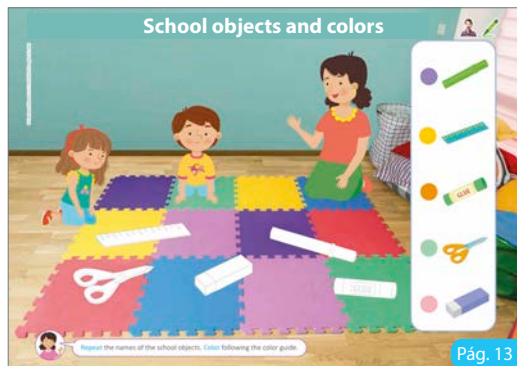 School objects and colors
GLUE
GLUE
Repeat the names of the school objects. Color following the color guide.
Pág. 13